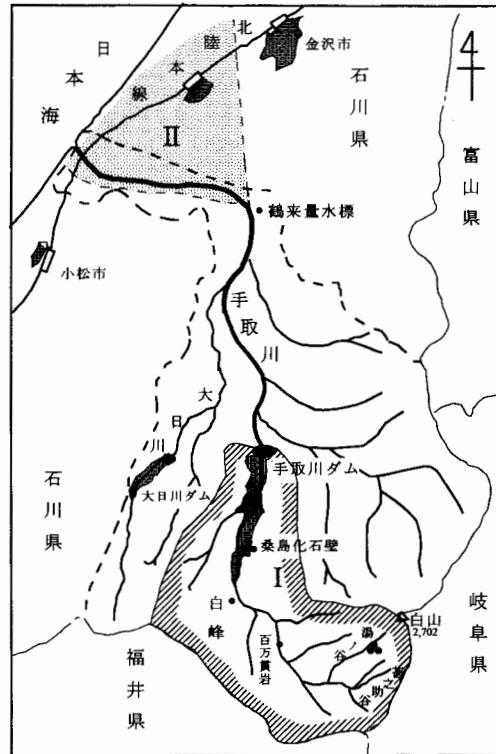 日本海
北陸本線
金沢市
石川県
富山県
II
鶴来量水標
小松市
手取川
大日川
手取川ダム
大日川ダム
石川県
桑島化石壁
I
白峰
白山
2,702
湯ノ谷
百万貫岩
甚之助谷
岐阜県
福井県